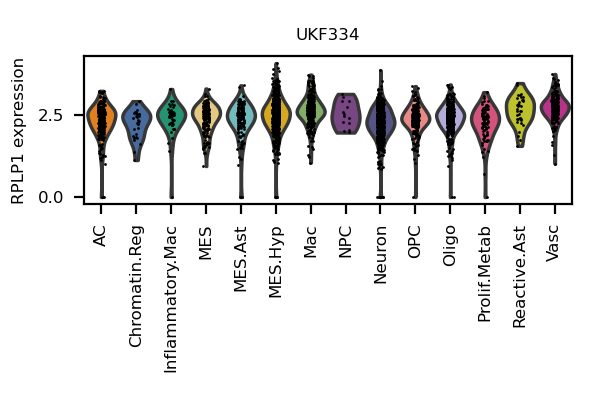 UKF334
RPLP1 expression
2.5
0.0
AC
Chromatin.Reg
Inflammatory.Mac
MES
MES.Ast
MES.Hyp
Mac
NPC
Neuron
OPC
Oligo
Prolif.Metab
Reactive.Ast
Vasc